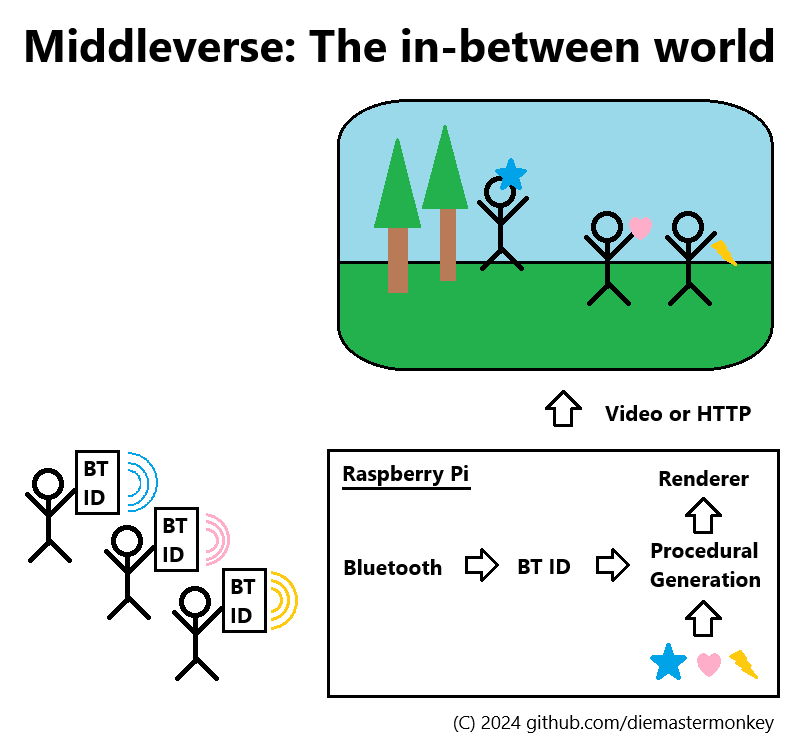 Middleverse: The in-between world
Video or HTTP
BT
ID
BT
ID
BT
ID
Raspberry Pi
Renderer
Bluetooth
BT ID
Procedural
Generation
(C) 2024 github.com/diemastermonkey